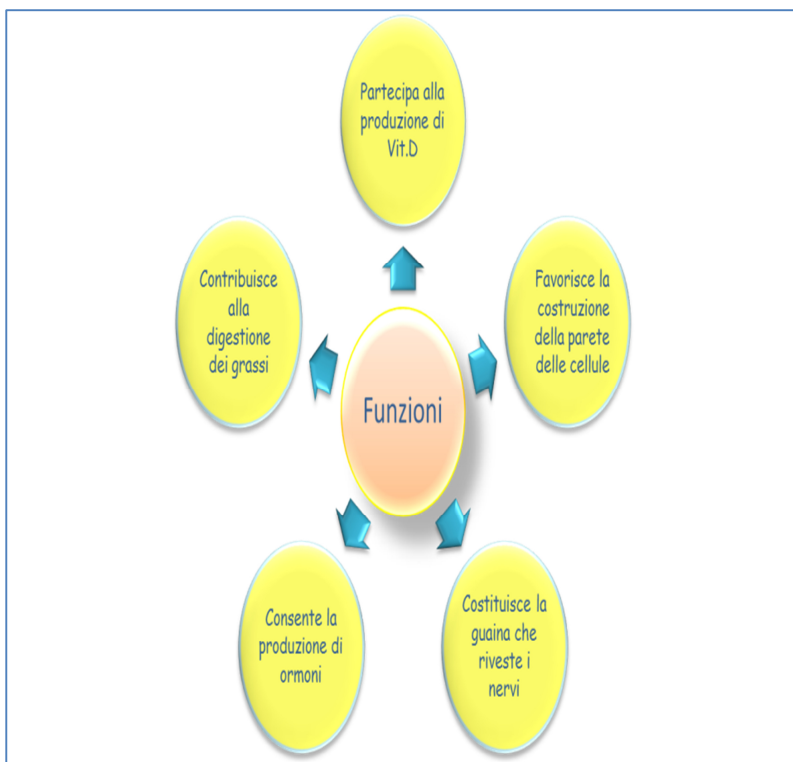 Partecipa alla
produzione di
Vit.D
Contribuisce
alla
digestione
dei grassi
Favorisce la
costruzione
della parete
delle cellule
Funzioni
Consente la
produzione di
ormoni
Costituisce la
guaina che
riveste i
nervi